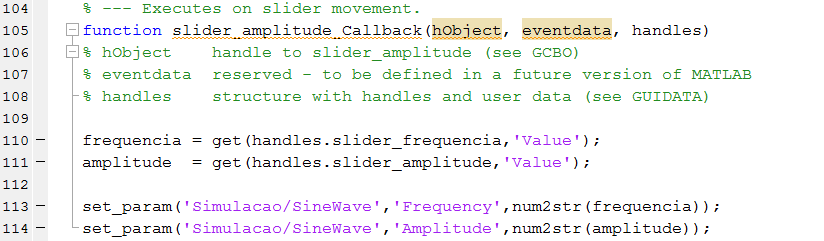 104 % --- Executes on slider movement.
105 function slider_amplitude_Callback(hObject, eventdata, handles)
106 % hObject    handle to slider_amplitude (see GCBO)
107 % eventdata  reserved - to be defined in a future version of MATLAB
108 % handles    structure with handles and user data (see GUIDATA)
109
110 - frequencia = get(handles.slider_frequencia,'Value');
111 - amplitude  = get(handles.slider_amplitude,'Value');
112
113 - set_param('Simulacao/SineWave','Frequency',num2str(frequencia));
114 - set_param('Simulacao/SineWave','Amplitude',num2str(amplitude));